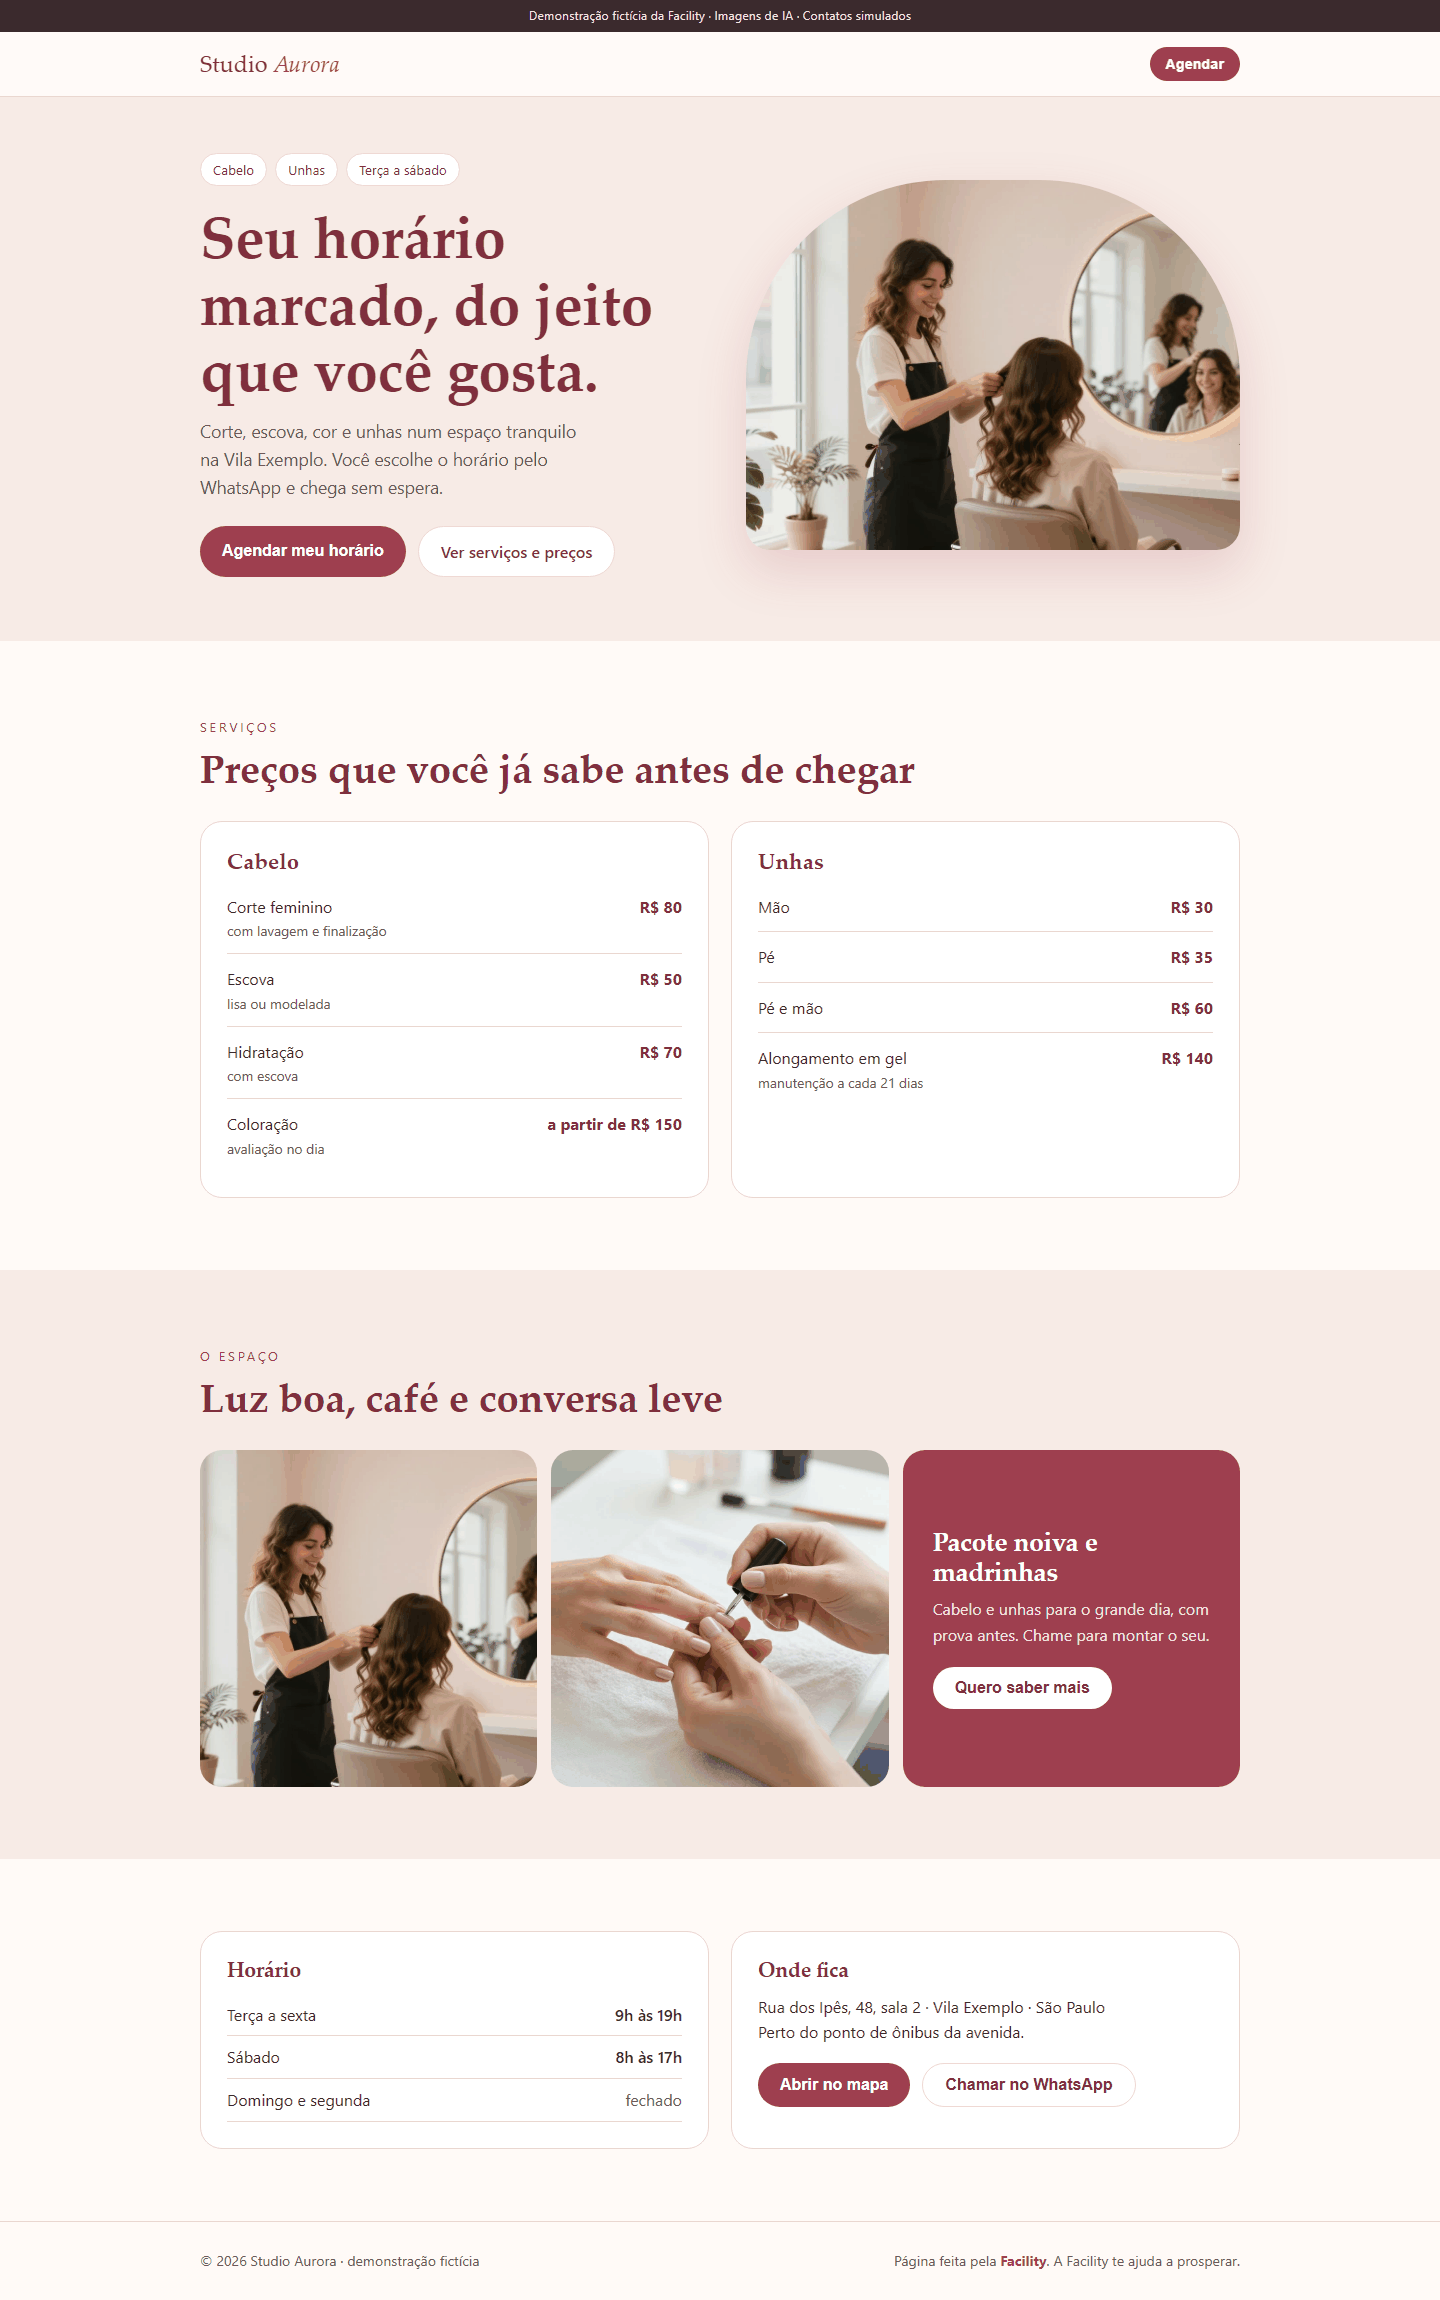 Demonstração fictícia da Facility · Imagens de IA · Contatos simulados
Studio Aurora
Agendar
Cabelo
Unhas
Terça a sábado
Seu horário
marcado, do jeito
que você gosta.
Corte, escova, cor e unhas num espaço tranquilo
na Vila Exemplo. Você escolhe o horário pelo
WhatsApp e chega sem espera.
Agendar meu horário
Ver serviços e preços
SERVIÇOS
Preços que você já sabe antes de chegar
Cabelo
Corte feminino R$ 80
com lavagem e finalização
Escova R$ 50
lisa ou modelada
Hidratação R$ 70
com escova
Coloração a partir de R$ 150
avaliação no dia
Unhas
Mão R$ 30
Pé R$ 35
Pé e mão R$ 60
Alongamento em gel R$ 140
manutenção a cada 21 dias
O ESPAÇO
Luz boa, café e conversa leve
Pacote noiva e
madrinhas
Cabelo e unhas para o grande dia, com
prova antes. Chame para montar o seu.
Quero saber mais
Horário
Terça a sexta 9h às 19h
Sábado 8h às 17h
Domingo e segunda fechado
Onde fica
Rua dos Ipês, 48, sala 2 · Vila Exemplo · São Paulo
Perto do ponto de ônibus da avenida.
Abrir no mapa
Chamar no WhatsApp
© 2026 Studio Aurora · demonstração fictícia
Página feita pela Facility. A Facility te ajuda a prosperar.